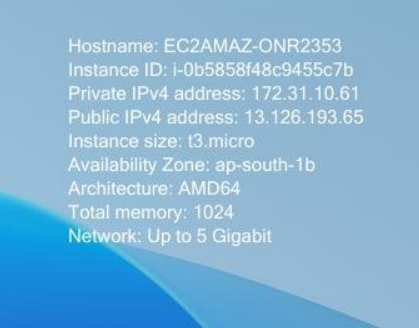 Hostname: EC2AMAZ-ONR2353
Instance ID: i-0b5858f48c9455c7b
Private IPv4 address: 172.31.10.61
Public IPv4 address: 13.126.193.65
Instance size: t3.micro
Availability Zone: ap-south-1b
Architecture: AMD64
Total memory: 1024
Network: Up to 5 Gigabit